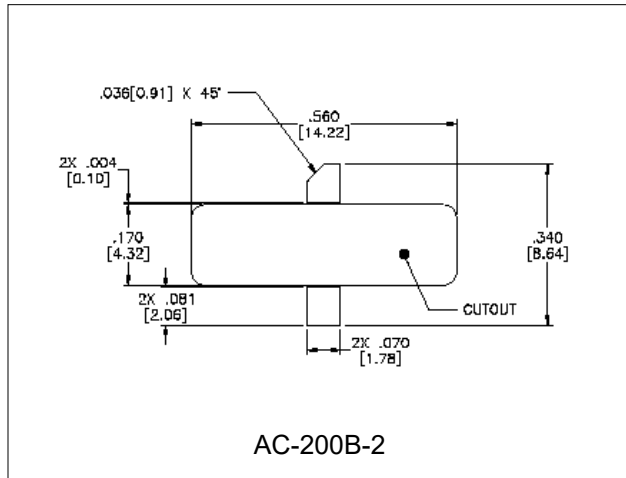 .036[0.91] X 45°
.560
[14.22]
2X .004
[0.10]
.170
[4.32]
.340
[8.64]
2X .081
[2.06]
CUTOUT
2X .070
[1.78]
AC-200B-2